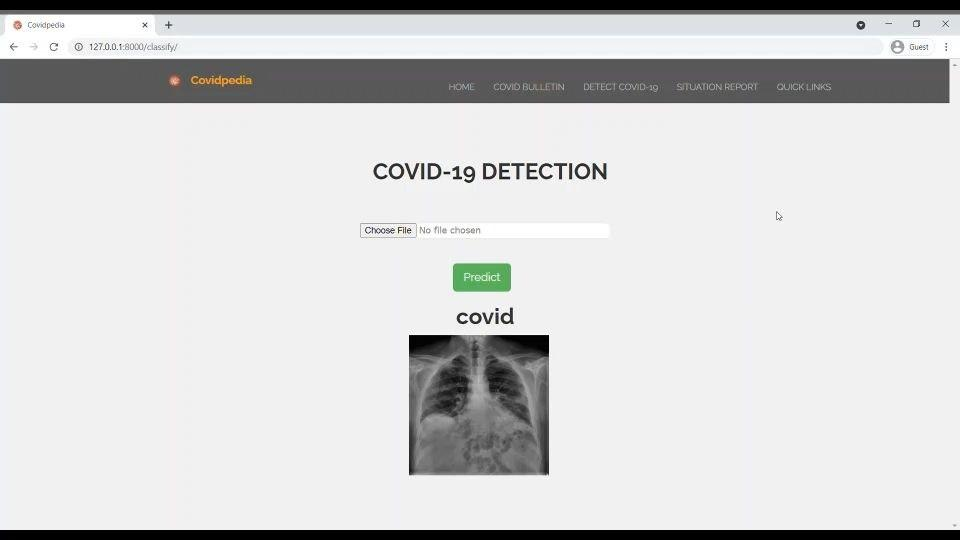 Covidpedia
127.0.0.1:8000/classify/
Guest
Covidpedia
HOME COVID BULLETIN DETECT COVID-19 SITUATION REPORT QUICK LINKS
COVID-19 DETECTION
Choose File No file chosen
Predict
covid